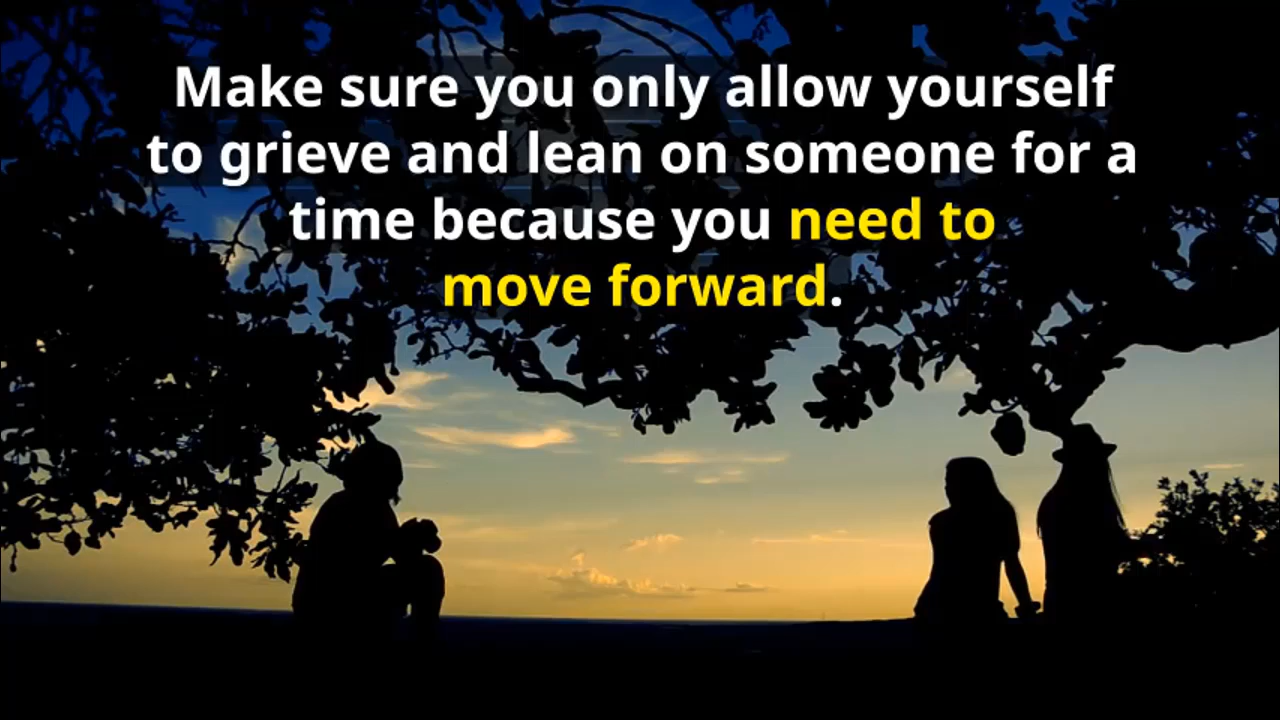 Make sure you only allow yourself
to grieve and lean on someone for a
time because you need to
move forward.